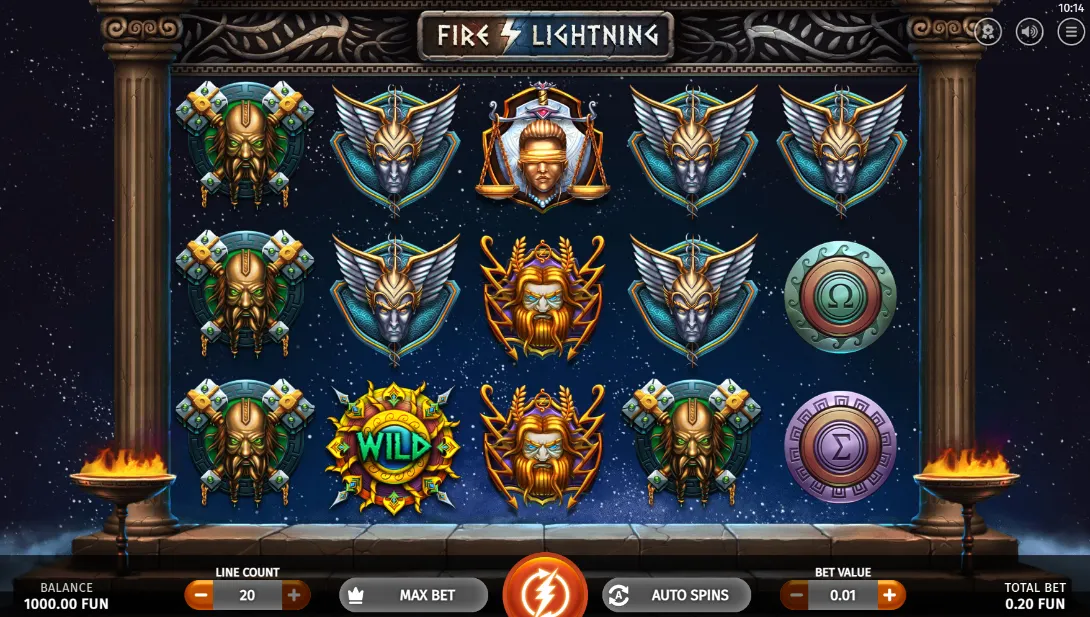 10:14
FIRE LIGHTNING
Ω
WILD
Σ
LINE COUNT
BET VALUE
BALANCE
1000.00 FUN
20
MAX BET
AUTO SPINS
0.01
TOTAL BET
0.20 FUN